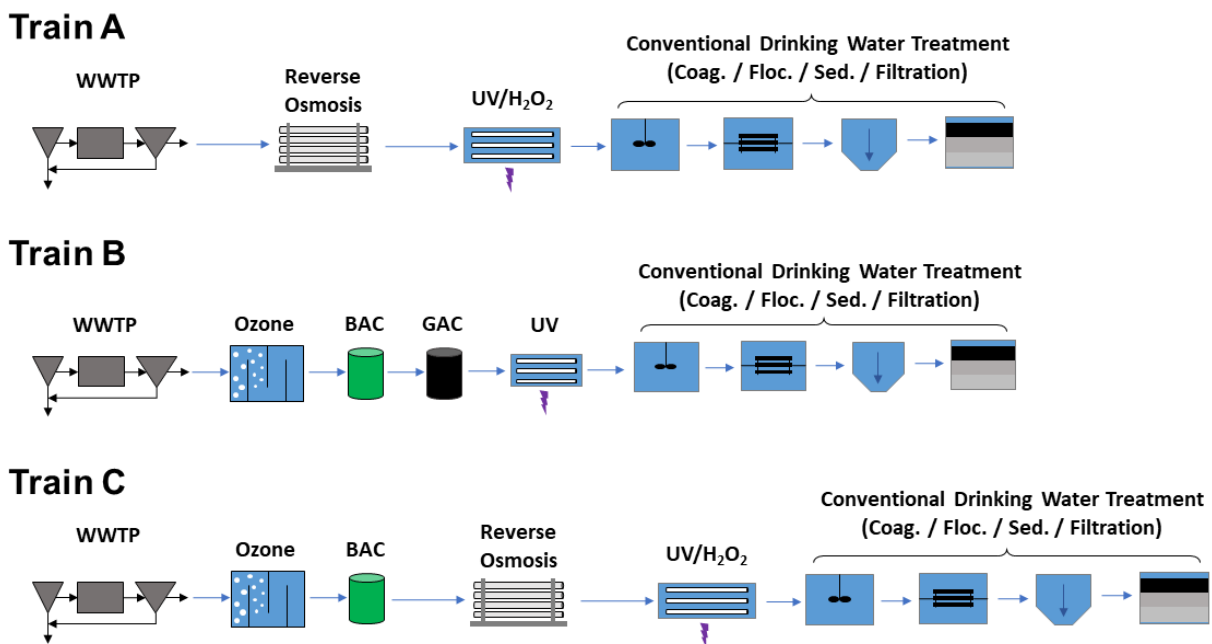 Train A
WWTP
Reverse
Osmosis
UV/H₂O₂
Conventional Drinking Water Treatment
(Coag. / Floc. / Sed. / Filtration)
Train B
WWTP
Ozone
BAC
GAC
UV
Conventional Drinking Water Treatment
(Coag. / Floc. / Sed. / Filtration)
Train C
WWTP
Ozone
BAC
Reverse
Osmosis
UV/H₂O₂
Conventional Drinking Water Treatment
(Coag. / Floc. / Sed. / Filtration)